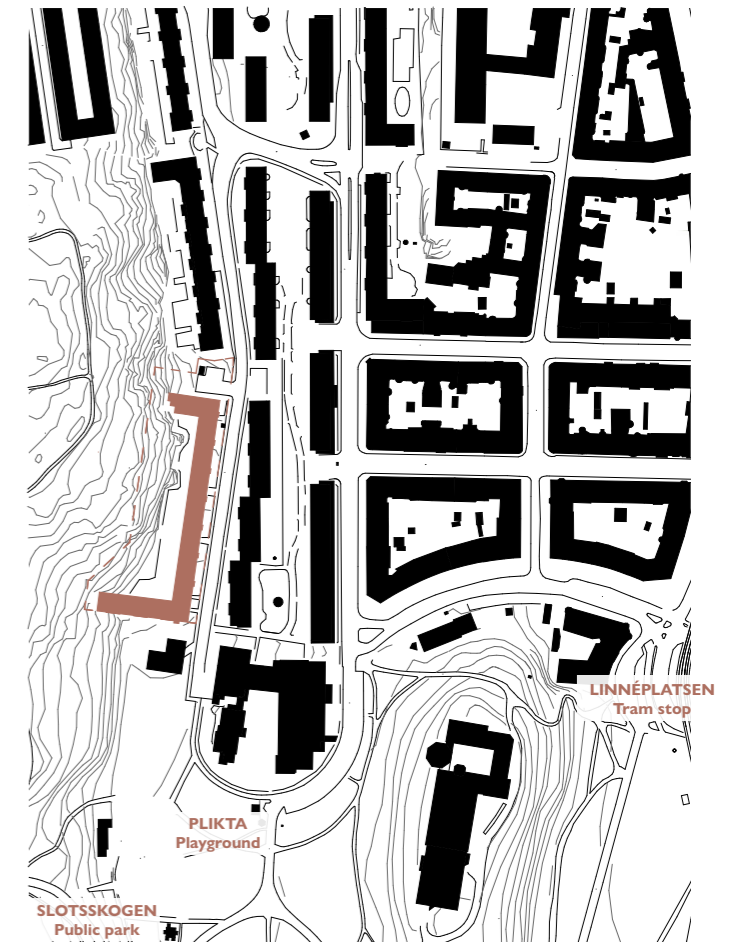 LINNÉPLATSEN
Tram stop
PLIKTA
Playground
SLOTSSKOGEN
Public park